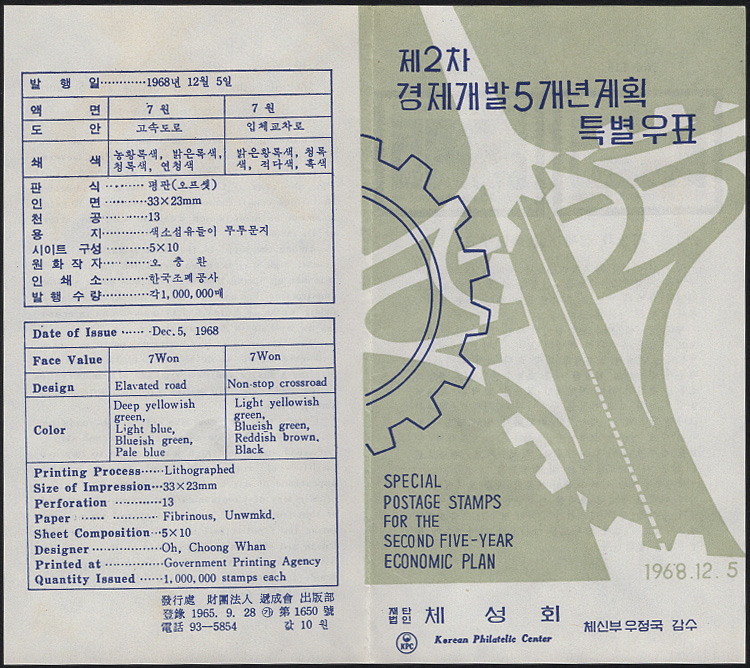 발 행 일············1968년 12월 5일
액 면 7 원 7 원
도 안 고속도로 입체교차로
쇄 색 농황록색, 밝은록색, 청록색, 연청색 밝은황록색, 청록색, 적다색, 흑색
판 식··········평판(오프셋)
인 면··········33×23mm
천 공··········13
용 지··········색소섬유들이 무투문지
시이트 구성··········5×10
원 화 작 자····· ·····오 충 환
인 쇄 소··········한국조폐공사
발 행 수 량··········각1,000,000매
Date of Issue ······ ·Dec. 5, 1968
Face Value 7Won 7Won
Design Elavated road Non-stop crossroad
Color Deep yellowish green, Light blue, Blueish green, Pale blue Light yellowish green, Blueish green, Reddish brown. Black
Printing Process······Lithographed
Size of Impression···33×23mm
Perforation ···········13
Paper ······ ········· Fibrinous, Unwmkd.
Sheet Composition···5×10
Designer ················Oh, Choong Whan
Printed at ·············Government Printing Agency
Quantity Issued ······1,000,000 stamps each
發行處 財團法人 遞成會 出版部
登錄 1965. 9. 28 ㉮ 第 1650 號
電話 93—5854 값 10 원
제2차
경제개발5개년계획
특별우표
SPECIAL
POSTAGE STAMPS
FOR THE
SECOND FIVE-YEAR
ECONOMIC PLAN
1968.12. 5
재단법인 체 성 회 체신부우정국 감수
KPC Korean Philatelic Center